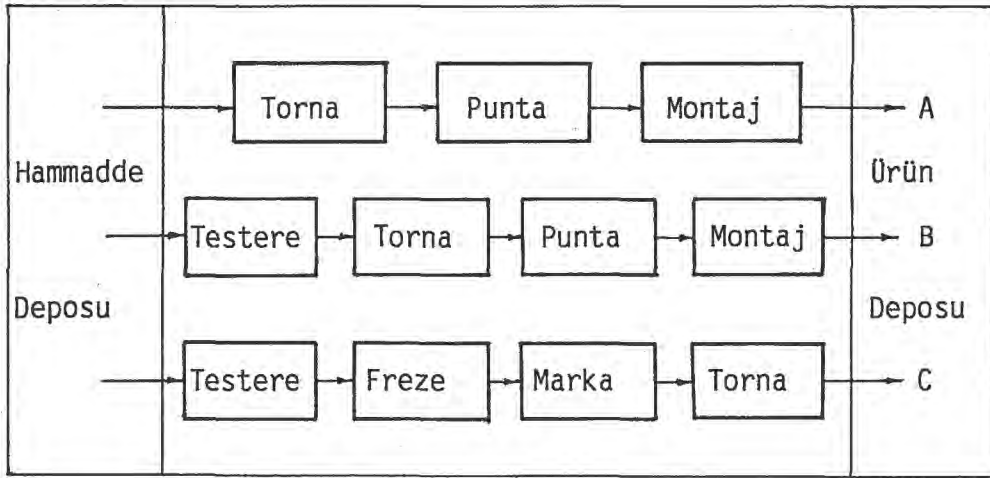 Torna Punta Montaj A
Hammadde Ürün
Testere Torna Punta Montaj B
Deposu Deposu
Testere Freze Marka Torna C